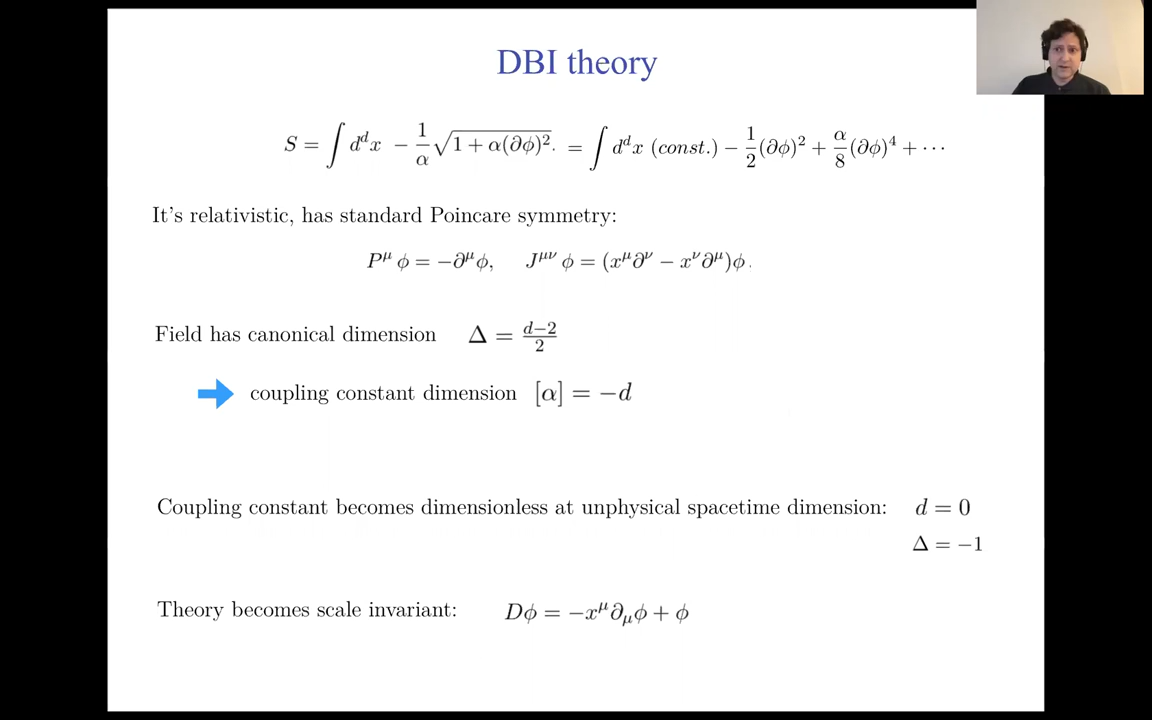 DBI theory
S = ∫ dᵈx − 1/α √(1 + α(∂ϕ)²). = ∫ dᵈx (const.) − 1/2 (∂ϕ)² + α/8 (∂ϕ)⁴ + ⋯
It's relativistic, has standard Poincare symmetry:
P^μ ϕ = −∂^μ ϕ, J^{μν} ϕ = (x^μ ∂^ν − x^ν ∂^μ)ϕ .
Field has canonical dimension Δ = (d−2)/2
coupling constant dimension [α] = −d
Coupling constant becomes dimensionless at unphysical spacetime dimension: d = 0
Δ = −1
Theory becomes scale invariant: Dϕ = −x^μ ∂_μ ϕ + ϕ